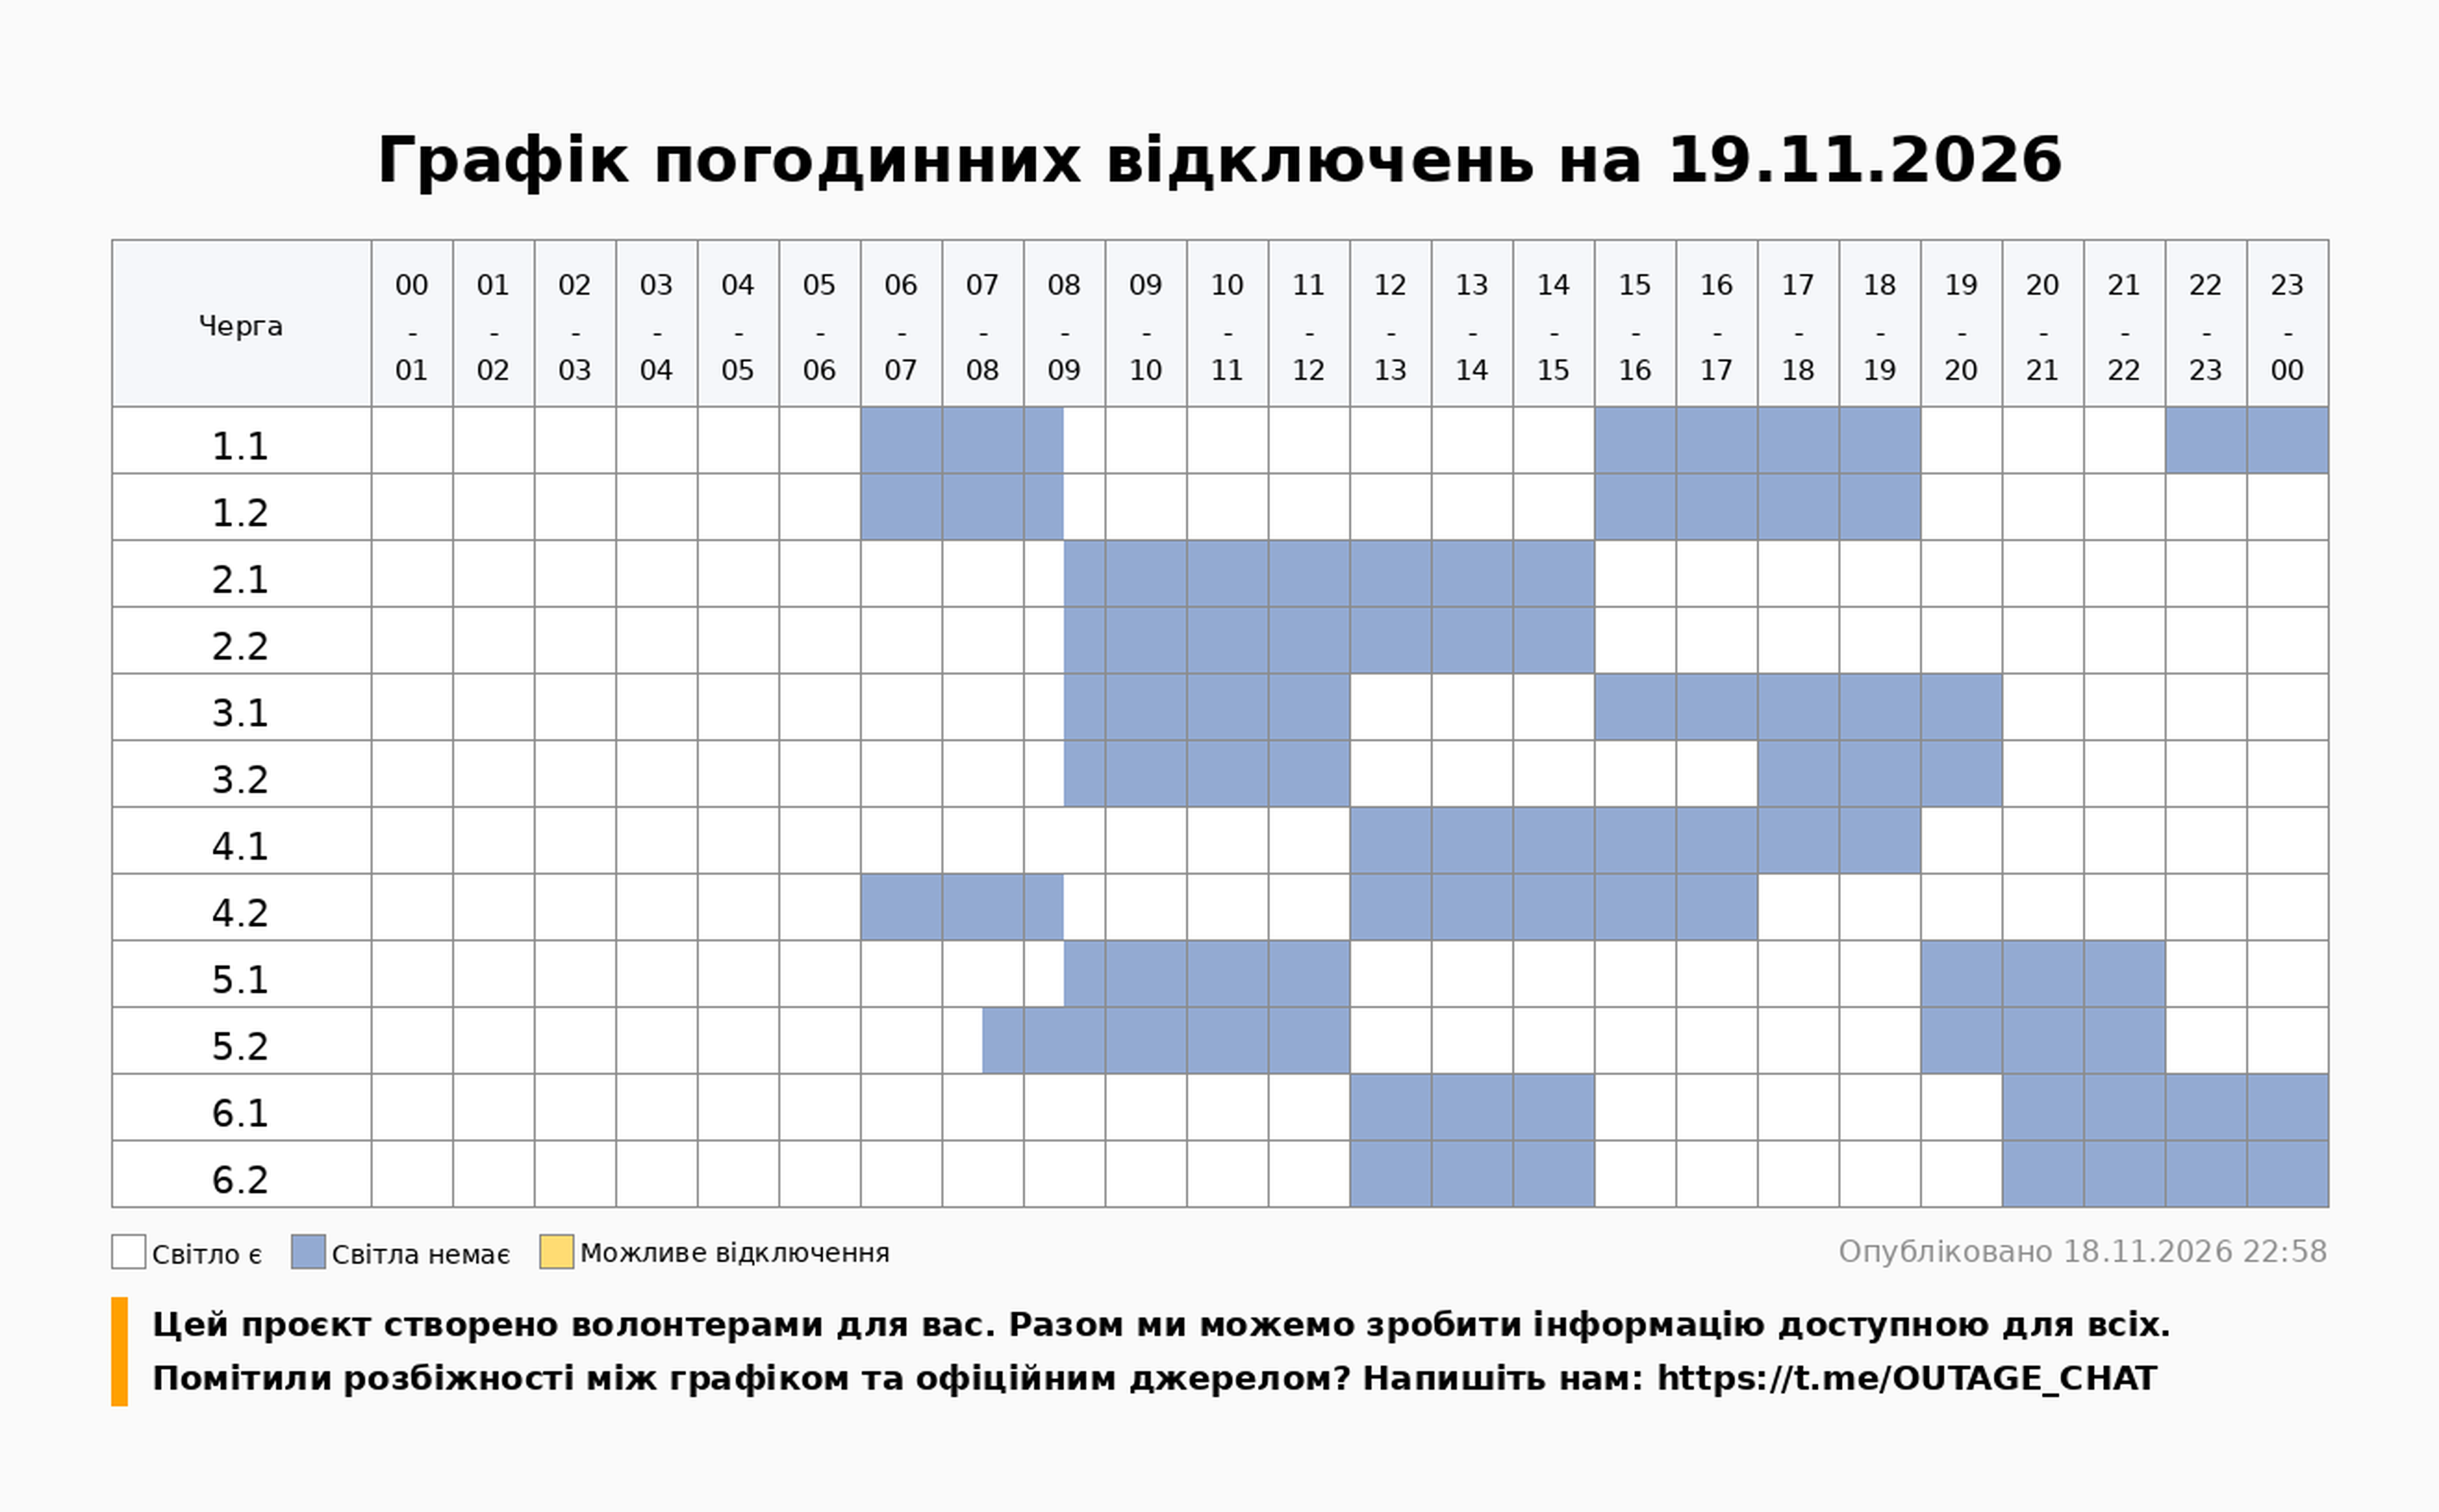 Графік погодинних відключень на 19.11.2026
Черга 00 - 01 01 - 02 02 - 03 03 - 04 04 - 05 05 - 06 06 - 07 07 - 08 08 - 09 09 - 10 10 - 11 11 - 12 12 - 13 13 - 14 14 - 15 15 - 16 16 - 17 17 - 18 18 - 19 19 - 20 20 - 21 21 - 22 22 - 23 23 - 00
1.1
1.2
2.1
2.2
3.1
3.2
4.1
4.2
5.1
5.2
6.1
6.2
Світло є Світла немає Можливе відключення Опубліковано 18.11.2026 22:58
Цей проєкт створено волонтерами для вас. Разом ми можемо зробити інформацію доступною для всіх.
Помітили розбіжності між графіком та офіційним джерелом? Напишіть нам: https://t.me/OUTAGE_CHAT